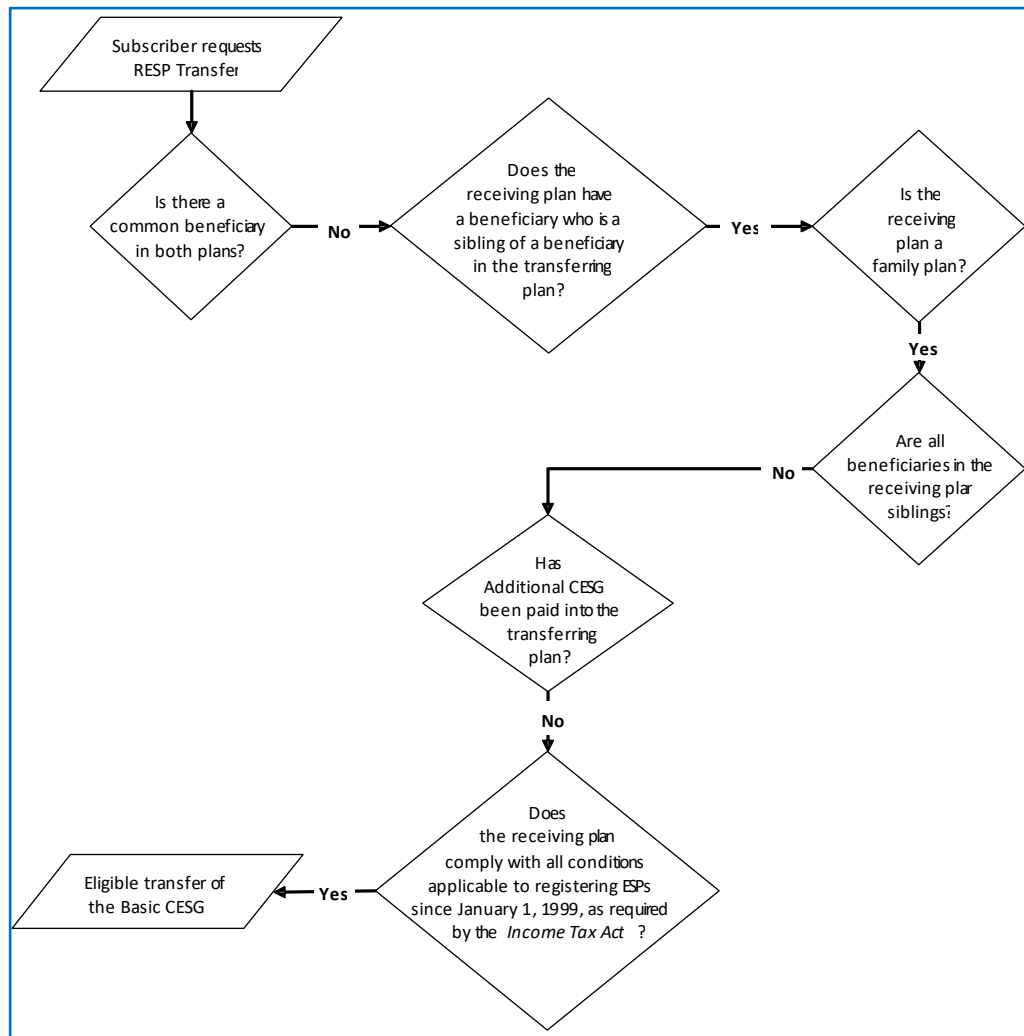 Subscriber requests
RESP Transfer
Is there a
common beneficiary
in both plans?
No
Does the
receiving plan have
a beneficiary who is a
sibling of a beneficiary
in the transferring
plan?
Yes
Is the
receiving
plan a
family plan?
Yes
Are all
beneficiaries in the
receiving plar
siblings?
No
Has
Additional CESG
been paid into the
transferring
plan?
No
Does
the receiving plan
comply with all conditions
applicable to registering ESPs
since January 1, 1999, as required
by the Income Tax Act ?
Yes
Eligible transfer of
the Basic CESG